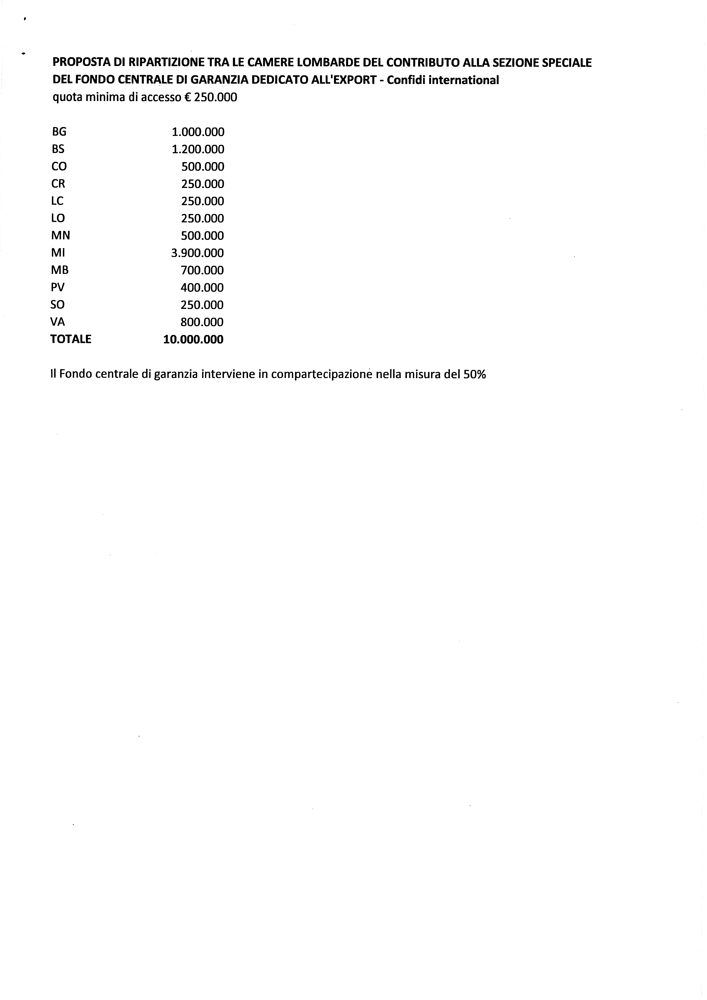 PROPOSTA DI RIPARTIZIONE TRA LE CAMERE LOMBARDE DEL CONTRIBUTO ALLA SEZIONE SPECIALE
DEL FONDO CENTRALE DI GARANZIA DEDICATO ALL'EXPORT - Confidi international
quota minima di accesso € 250.000
BG 1.000.000
BS 1.200.000
CO 500.000
CR 250.000
LC 250.000
LO 250.000
MN 500.000
MI 3.900.000
MB 700.000
PV 400.000
SO 250.000
VA 800.000
TOTALE 10.000.000
Il Fondo centrale di garanzia interviene in compartecipazione nella misura del 50%